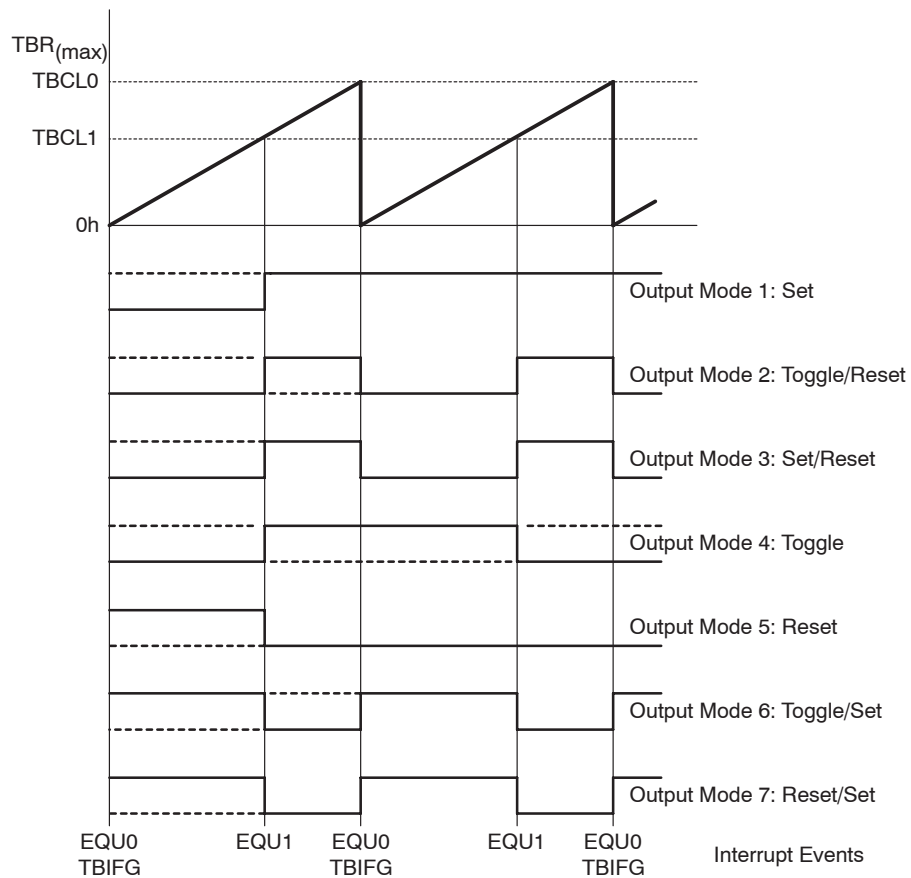 TBR(max)
TBCL0
TBCL1
0h
Output Mode 1: Set
Output Mode 2: Toggle/Reset
Output Mode 3: Set/Reset
Output Mode 4: Toggle
Output Mode 5: Reset
Output Mode 6: Toggle/Set
Output Mode 7: Reset/Set
EQU0 EQU1 EQU0 EQU1 EQU0
TBIFG TBIFG TBIFG
Interrupt Events